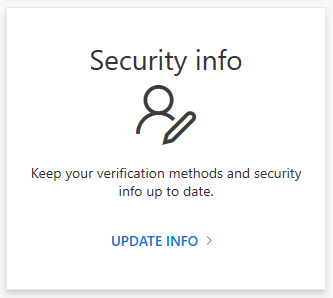 Security info
Keep your verification methods and security
info up to date.
UPDATE INFO